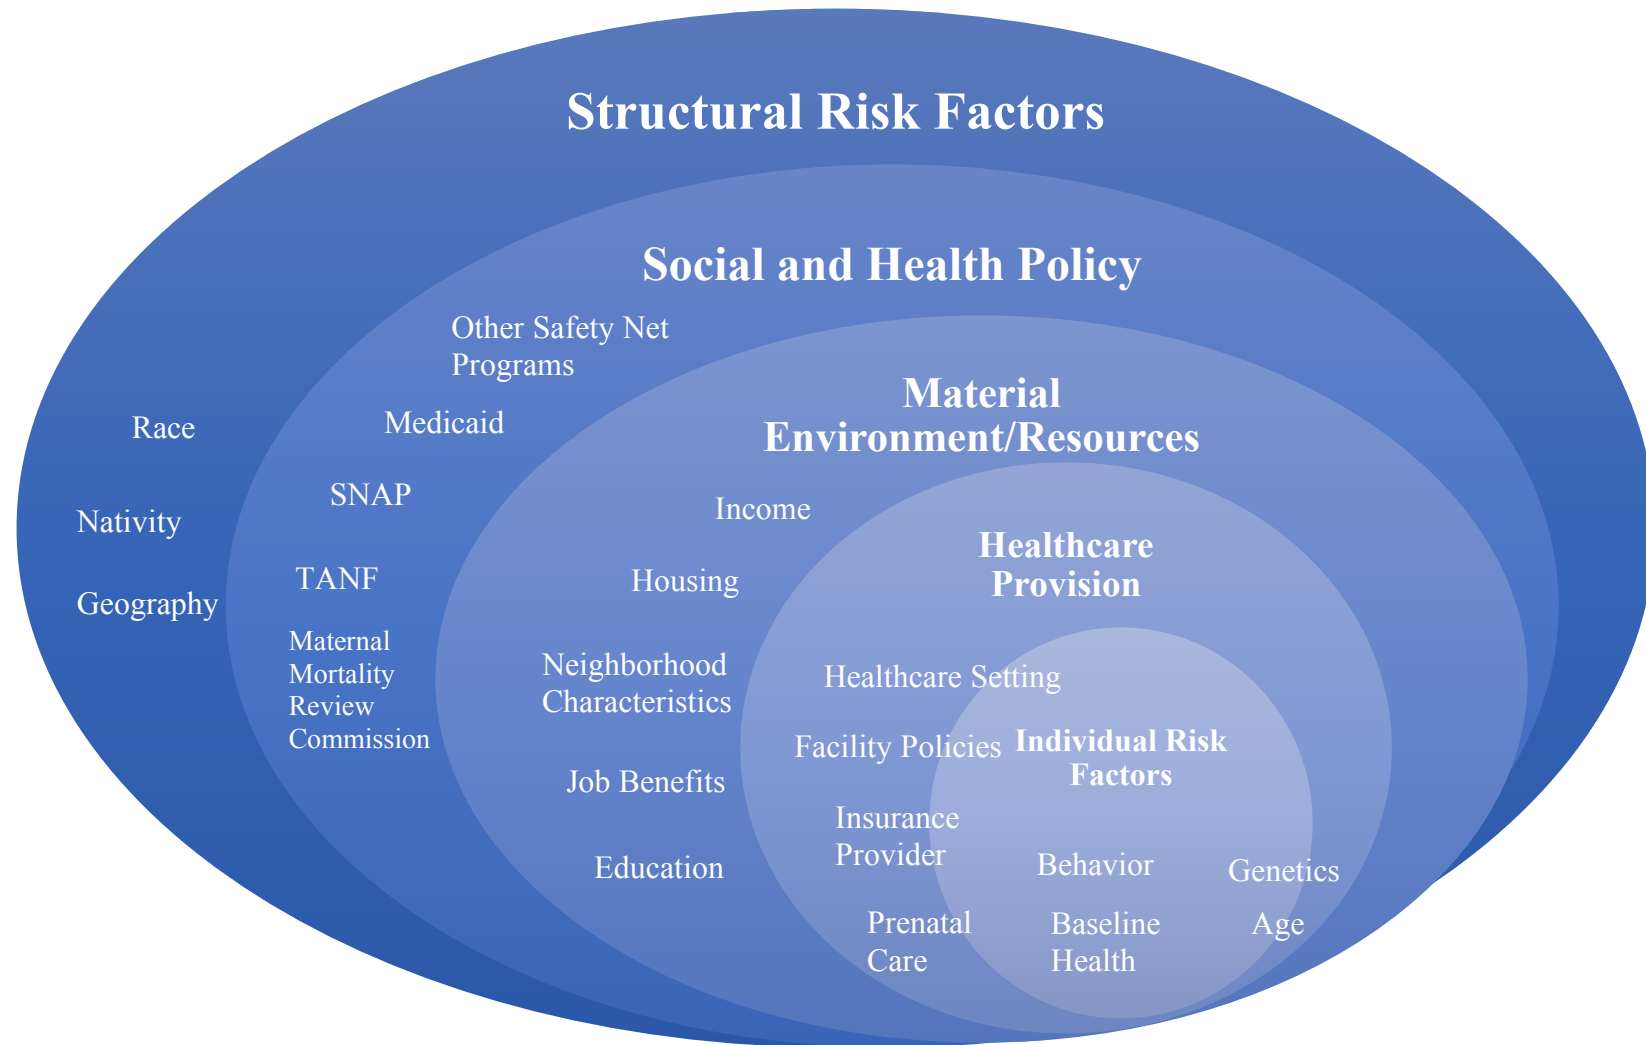 Structural Risk Factors
Race
Nativity
Geography
Social and Health Policy
Other Safety Net
Programs
Medicaid
SNAP
TANF
Maternal
Mortality
Review
Commission
Material
Environment/Resources
Income
Housing
Neighborhood
Characteristics
Job Benefits
Education
Healthcare
Provision
Healthcare Setting
Facility Policies
Insurance
Provider
Prenatal
Care
Individual Risk
Factors
Behavior
Genetics
Baseline
Health
Age